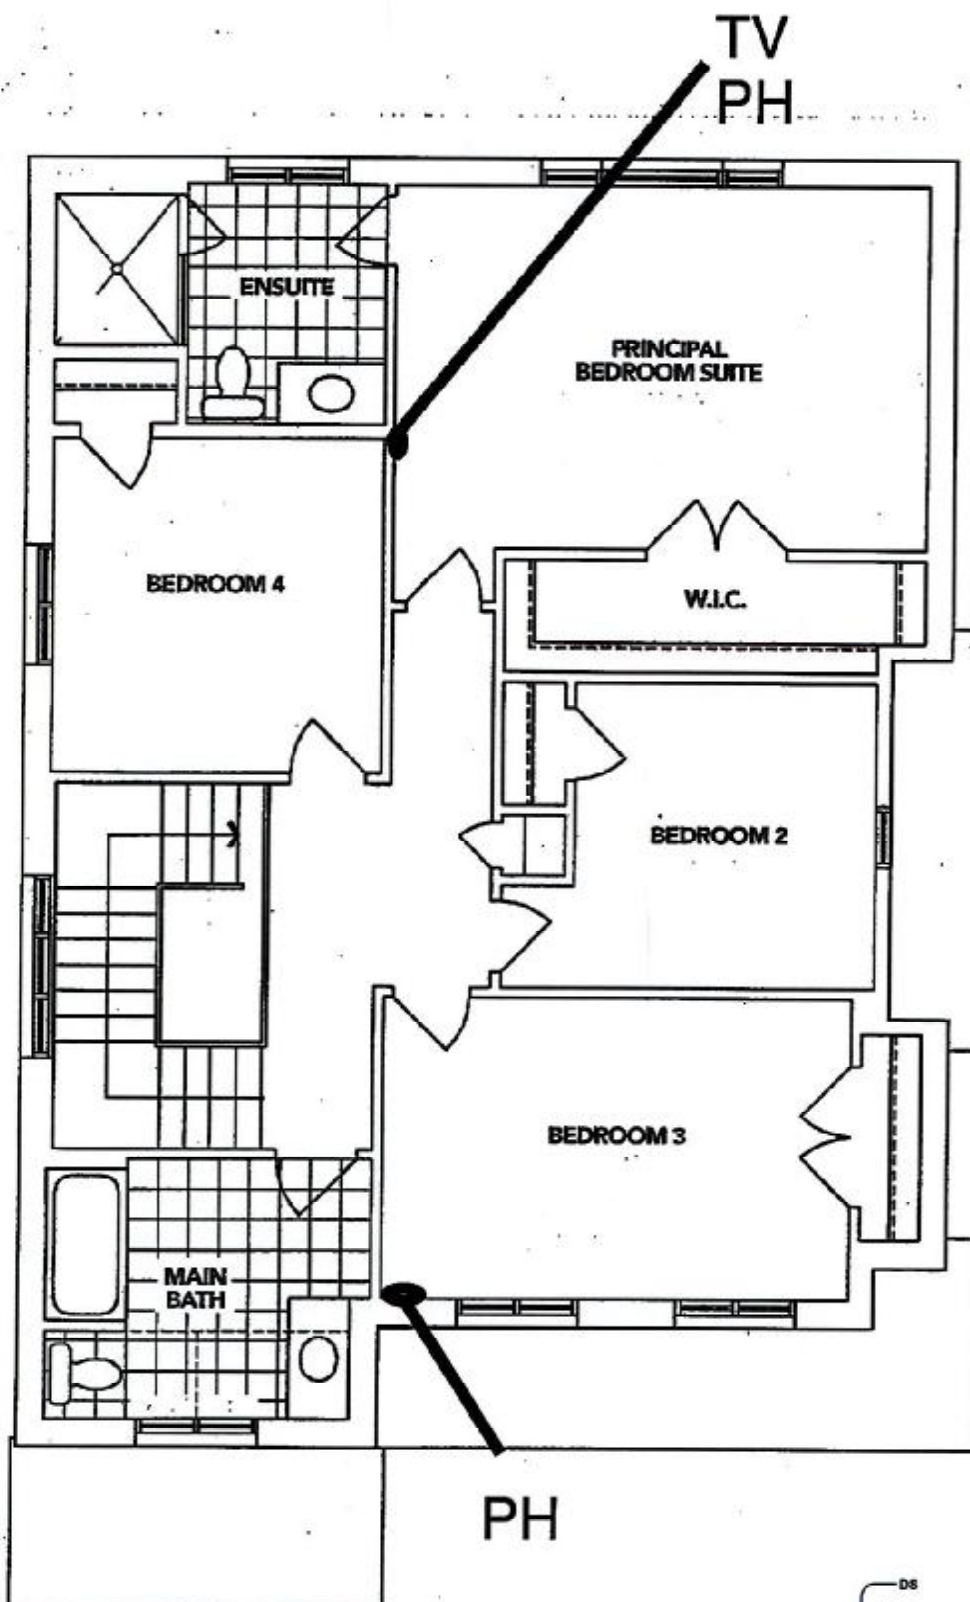 TV
PH
ENSUITE
PRINCIPAL
BEDROOM SUITE
BEDROOM 4
W.I.C.
BEDROOM 2
BEDROOM 3
MAIN
BATH
PH
DS